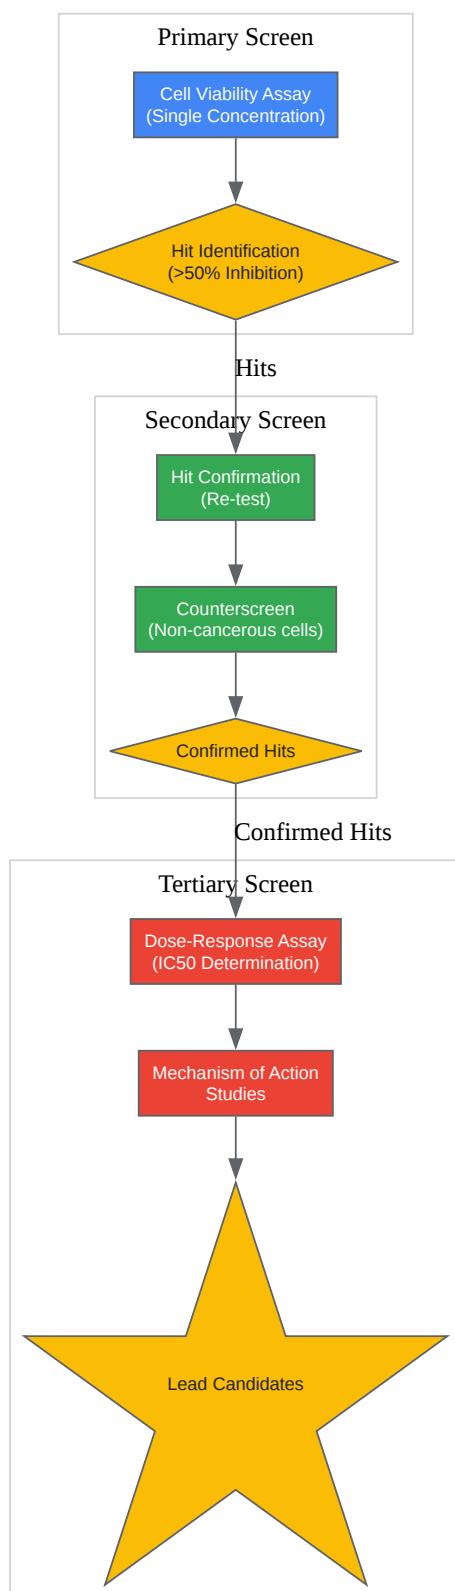 Primary Screen
Cell Viability Assay
(Single Concentration)
Hit Identification
(>50% Inhibition)
Hits
Secondary Screen
Hit Confirmation
(Re-test)
Counterscreen
(Non-cancerous cells)
Confirmed Hits
Confirmed Hits
Tertiary Screen
Dose-Response Assay
(IC50 Determination)
Mechanism of Action
Studies
Lead Candidates